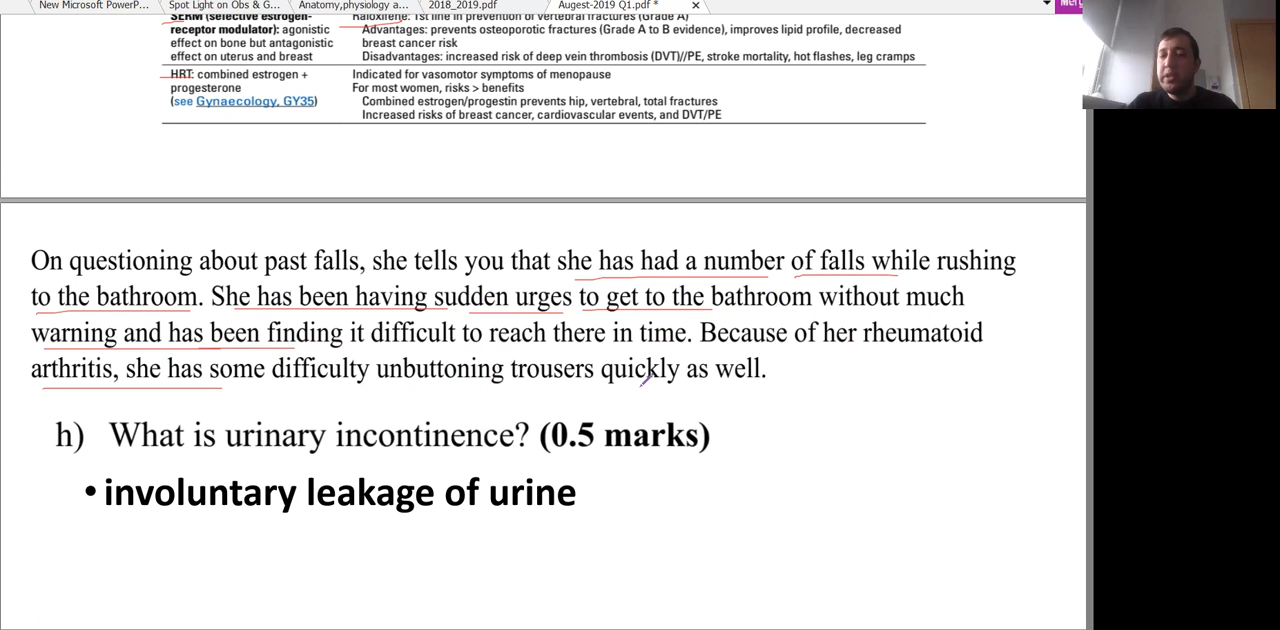 New Microsoft PowerP...
Spot Light on Obs & G...
Anatomy,physiology a...
2018_2019.pdf
Augest-2019 Q1.pdf *
SERM (selective estrogen-
receptor modulator): agonistic
effect on bone but antagonistic
effect on uterus and breast
Raloxifene: 1st line in prevention of vertebral fractures (Grade A)
Advantages: prevents osteoporotic fractures (Grade A to B evidence), improves lipid profile, decreased
breast cancer risk
Disadvantages: increased risk of deep vein thrombosis (DVT)//PE, stroke mortality, hot flashes, leg cramps
HRT: combined estrogen +
progesterone
(see Gynaecology, GY35)
Indicated for vasomotor symptoms of menopause
For most women, risks > benefits
Combined estrogen/progestin prevents hip, vertebral, total fractures
Increased risks of breast cancer, cardiovascular events, and DVT/PE
On questioning about past falls, she tells you that she has had a number of falls while rushing
to the bathroom. She has been having sudden urges to get to the bathroom without much
warning and has been finding it difficult to reach there in time. Because of her rheumatoid
arthritis, she has some difficulty unbuttoning trousers quickly as well.
h) What is urinary incontinence? (0.5 marks)
• involuntary leakage of urine